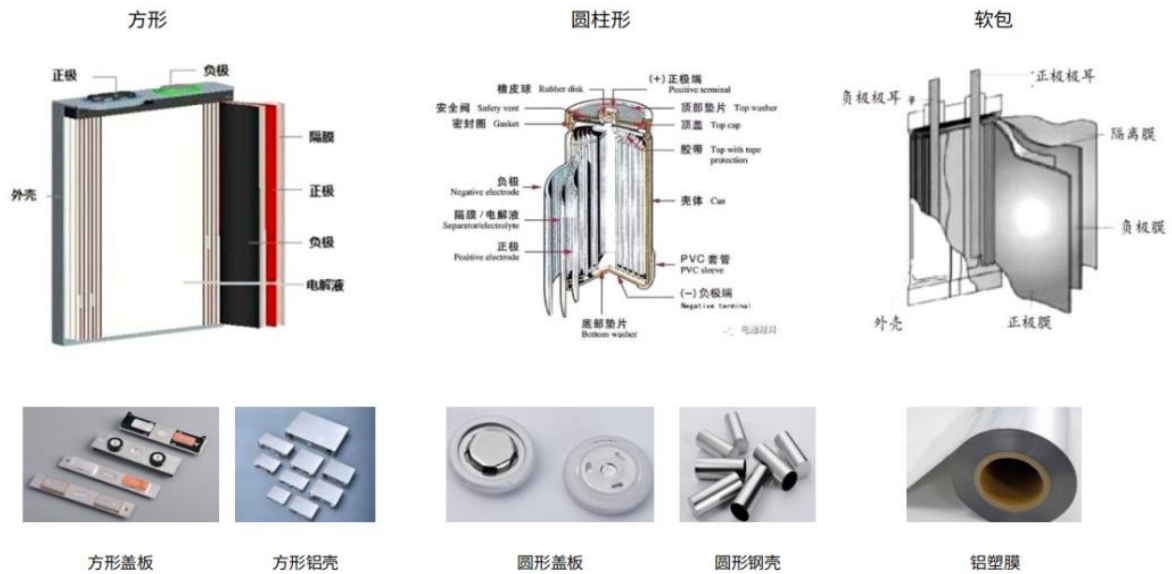 方形
圆柱形
软包
正极
负极
隔膜
正极
外壳
负极
电解液
(+)正极端
Positive terminal
橡皮球 Rubber disk
安全阀 Safety vent
顶部垫片 Top washer
密封圈 Gasket
顶盖 Top cap
胶带 Tap with tape
protection
负极
Negative electrode
壳体 Can
隔膜/电解液
Separator/electrolyte
正极
Positive electrode
PVC 套管
PVC sleeve
(-)负极端
Negative terminal
底部垫片
Bottom washer
正极极耳
负极极耳
隔离膜
负极膜
外壳
正极膜
方形盖板
方形铝壳
圆形盖板
圆形钢壳
铝塑膜